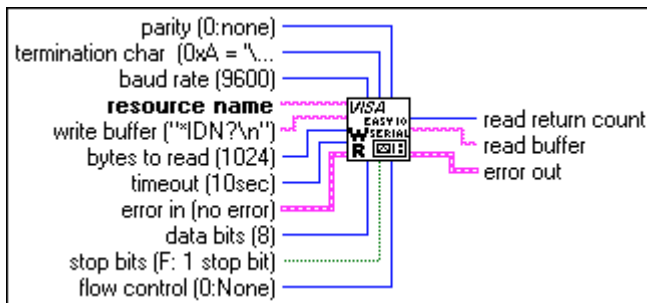 parity (0:none)
termination char (0xA = "\...
baud rate (9600)
resource name
write buffer ("*IDN?\n")
bytes to read (1024)
timeout (10sec)
error in (no error)
data bits (8)
stop bits (F: 1 stop bit)
flow control (0:None)
VISA
EASY IO
W SERIAL
R
read return count
read buffer
error out